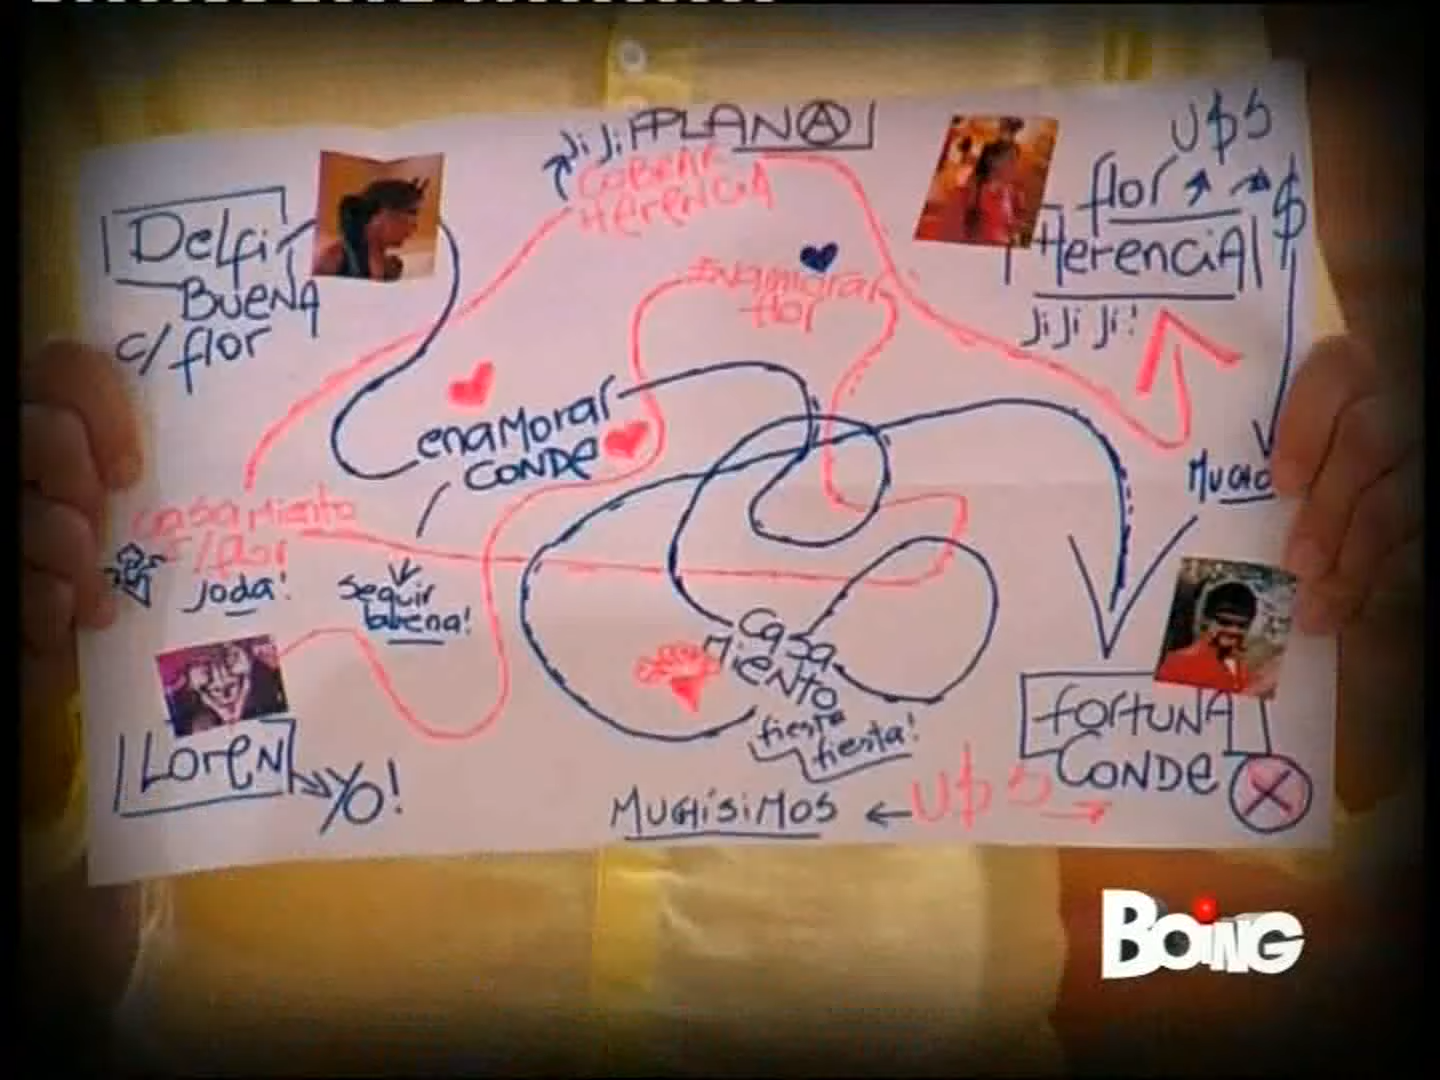 Ji Ji
PLAN A
COBRAR
HERENCIA
U$S
flor
$
HerenciA
Ji Ji Ji!
MUCHO
Delfi
BUENA
c/ flor
Enamorar
flor
enaMorar
CONDE
Casamiento
c/flor
Joda!
Seguir
buena!
Casa
Miento
fiesta
fiesta!
Loren
YO!
fortuna
CONDE
MUCHÍSIMOS
U$S
BOING